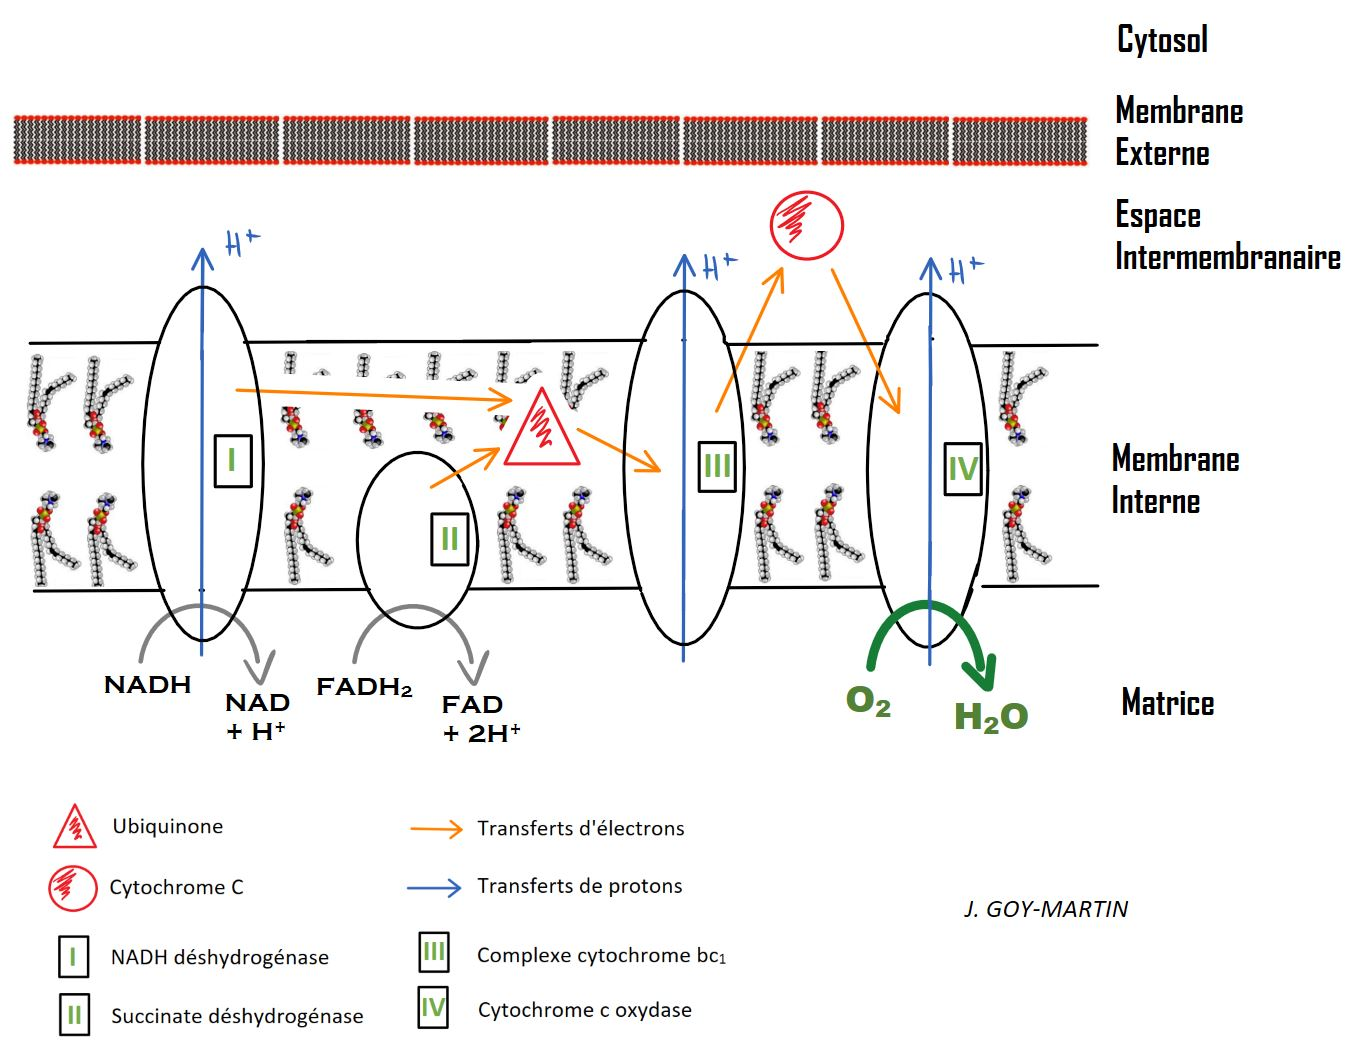 Cytosol
Membrane
Externe
Espace
Intermembranaire
H+
H+
H+
I
III
IV
Membrane
Interne
II
NADH
NAD
+ H+
FADH2
FAD
+ 2H+
O2
H2O
Matrice
Ubiquinone
Transferts d'électrons
Cytochrome C
Transferts de protons
J. GOY-MARTIN
I
NADH déshydrogénase
III
Complexe cytochrome bc1
II
Succinate déshydrogénase
IV
Cytochrome c oxydase